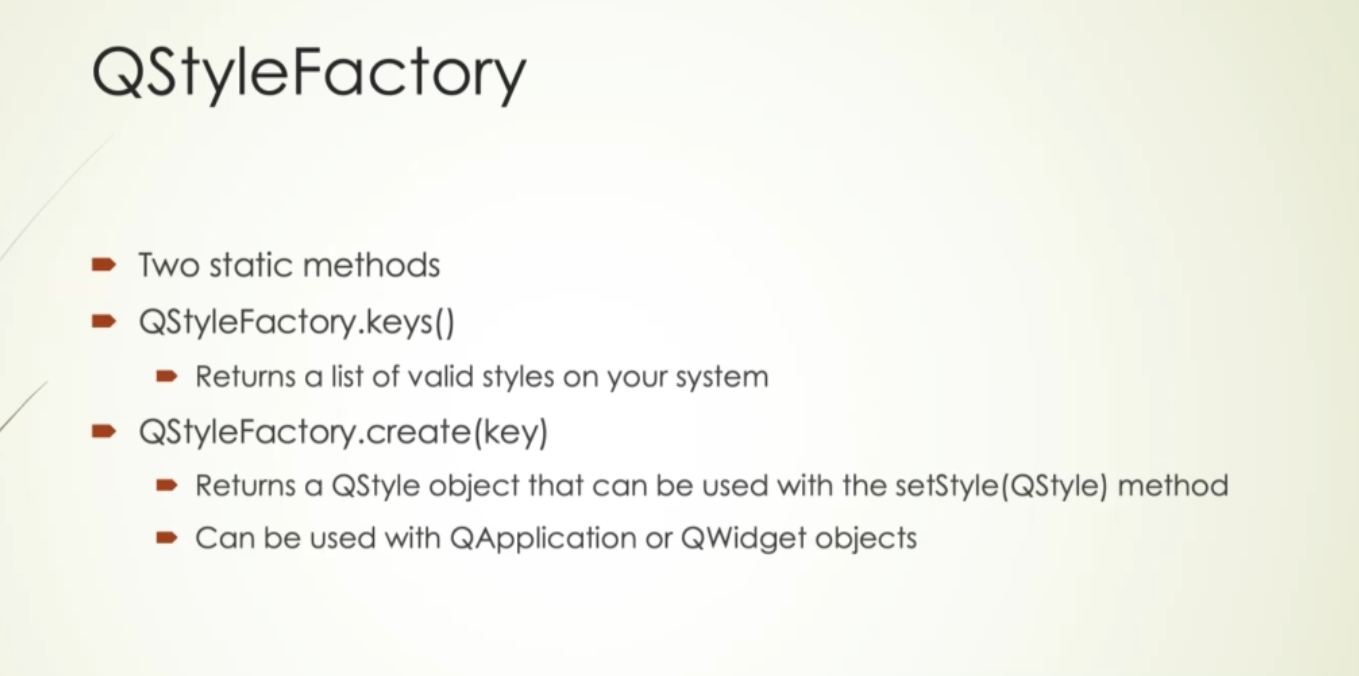 QStyleFactory
Two static methods
QStyleFactory.keys()
Returns a list of valid styles on your system
QStyleFactory.create(key)
Returns a QStyle object that can be used with the setStyle(QStyle) method
Can be used with QApplication or QWidget objects